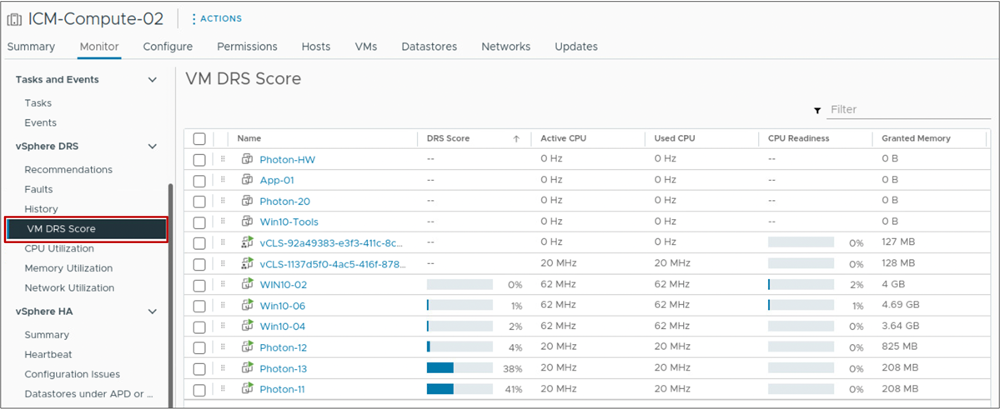 ICM-Compute-02 ACTIONS
Summary Monitor Configure Permissions Hosts VMs Datastores Networks Updates
Tasks and Events
Tasks
Events
vSphere DRS
Recommendations
Faults
History
VM DRS Score
CPU Utilization
Memory Utilization
Network Utilization
vSphere HA
Summary
Heartbeat
Configuration Issues
Datastores under APD or ...
VM DRS Score
Filter
Name DRS Score Active CPU Used CPU CPU Readiness Granted Memory
Photon-HW -- 0 Hz 0 Hz -- 0 B
App-01 -- 0 Hz 0 Hz -- 0 B
Photon-20 -- 0 Hz 0 Hz -- 0 B
Win10-Tools -- 0 Hz 0 Hz -- 0 B
vCLS-92a49383-e3f3-411c-8c... -- 0 Hz 0 Hz 0% 127 MB
vCLS-1137d5f0-4ac5-416f-878... -- 20 MHz 20 MHz 0% 128 MB
WIN10-02 0% 62 MHz 62 MHz 2% 4 GB
Win10-06 1% 62 MHz 62 MHz 1% 4.69 GB
Win10-04 2% 62 MHz 62 MHz 0% 3.64 GB
Photon-12 4% 20 MHz 20 MHz 0% 825 MB
Photon-13 38% 20 MHz 20 MHz 0% 208 MB
Photon-11 41% 20 MHz 20 MHz 0% 208 MB